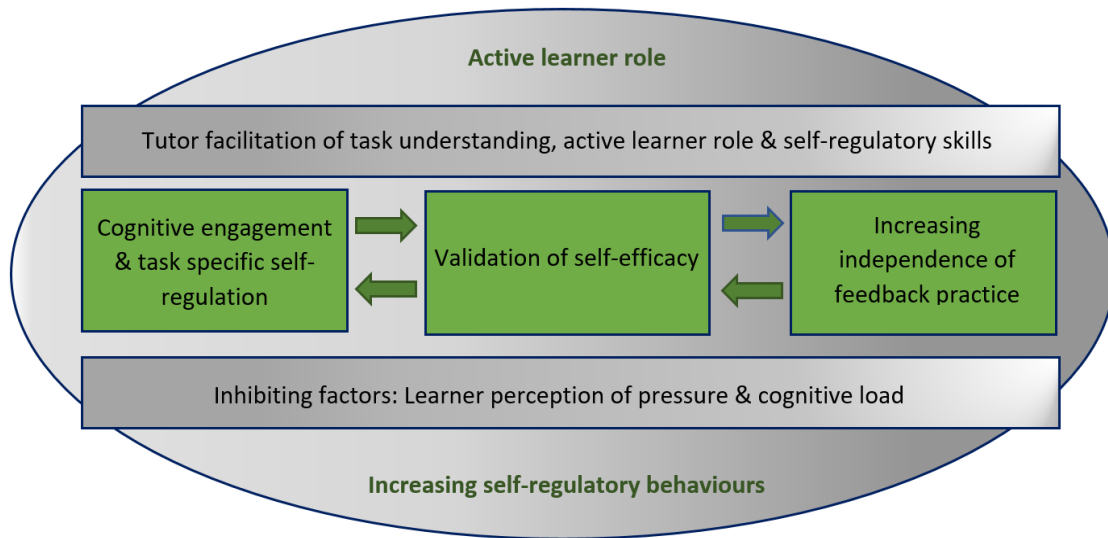 Active learner role
Tutor facilitation of task understanding, active learner role & self-regulatory skills
Cognitive engagement
& task specific self-
regulation
Validation of self-efficacy
Increasing
independence of
feedback practice
Inhibiting factors: Learner perception of pressure & cognitive load
Increasing self-regulatory behaviours